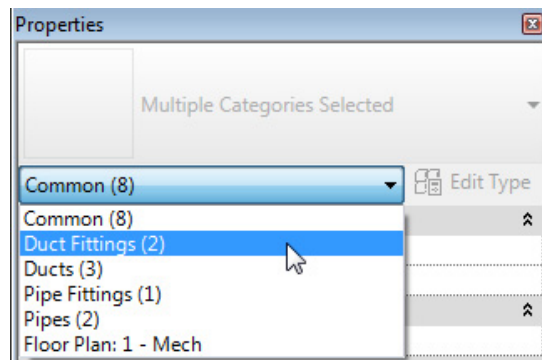 Properties
Multiple Categories Selected
Common (8)
Edit Type
Common (8)
Duct Fittings (2)
Ducts (3)
Pipe Fittings (1)
Pipes (2)
Floor Plan: 1 - Mech